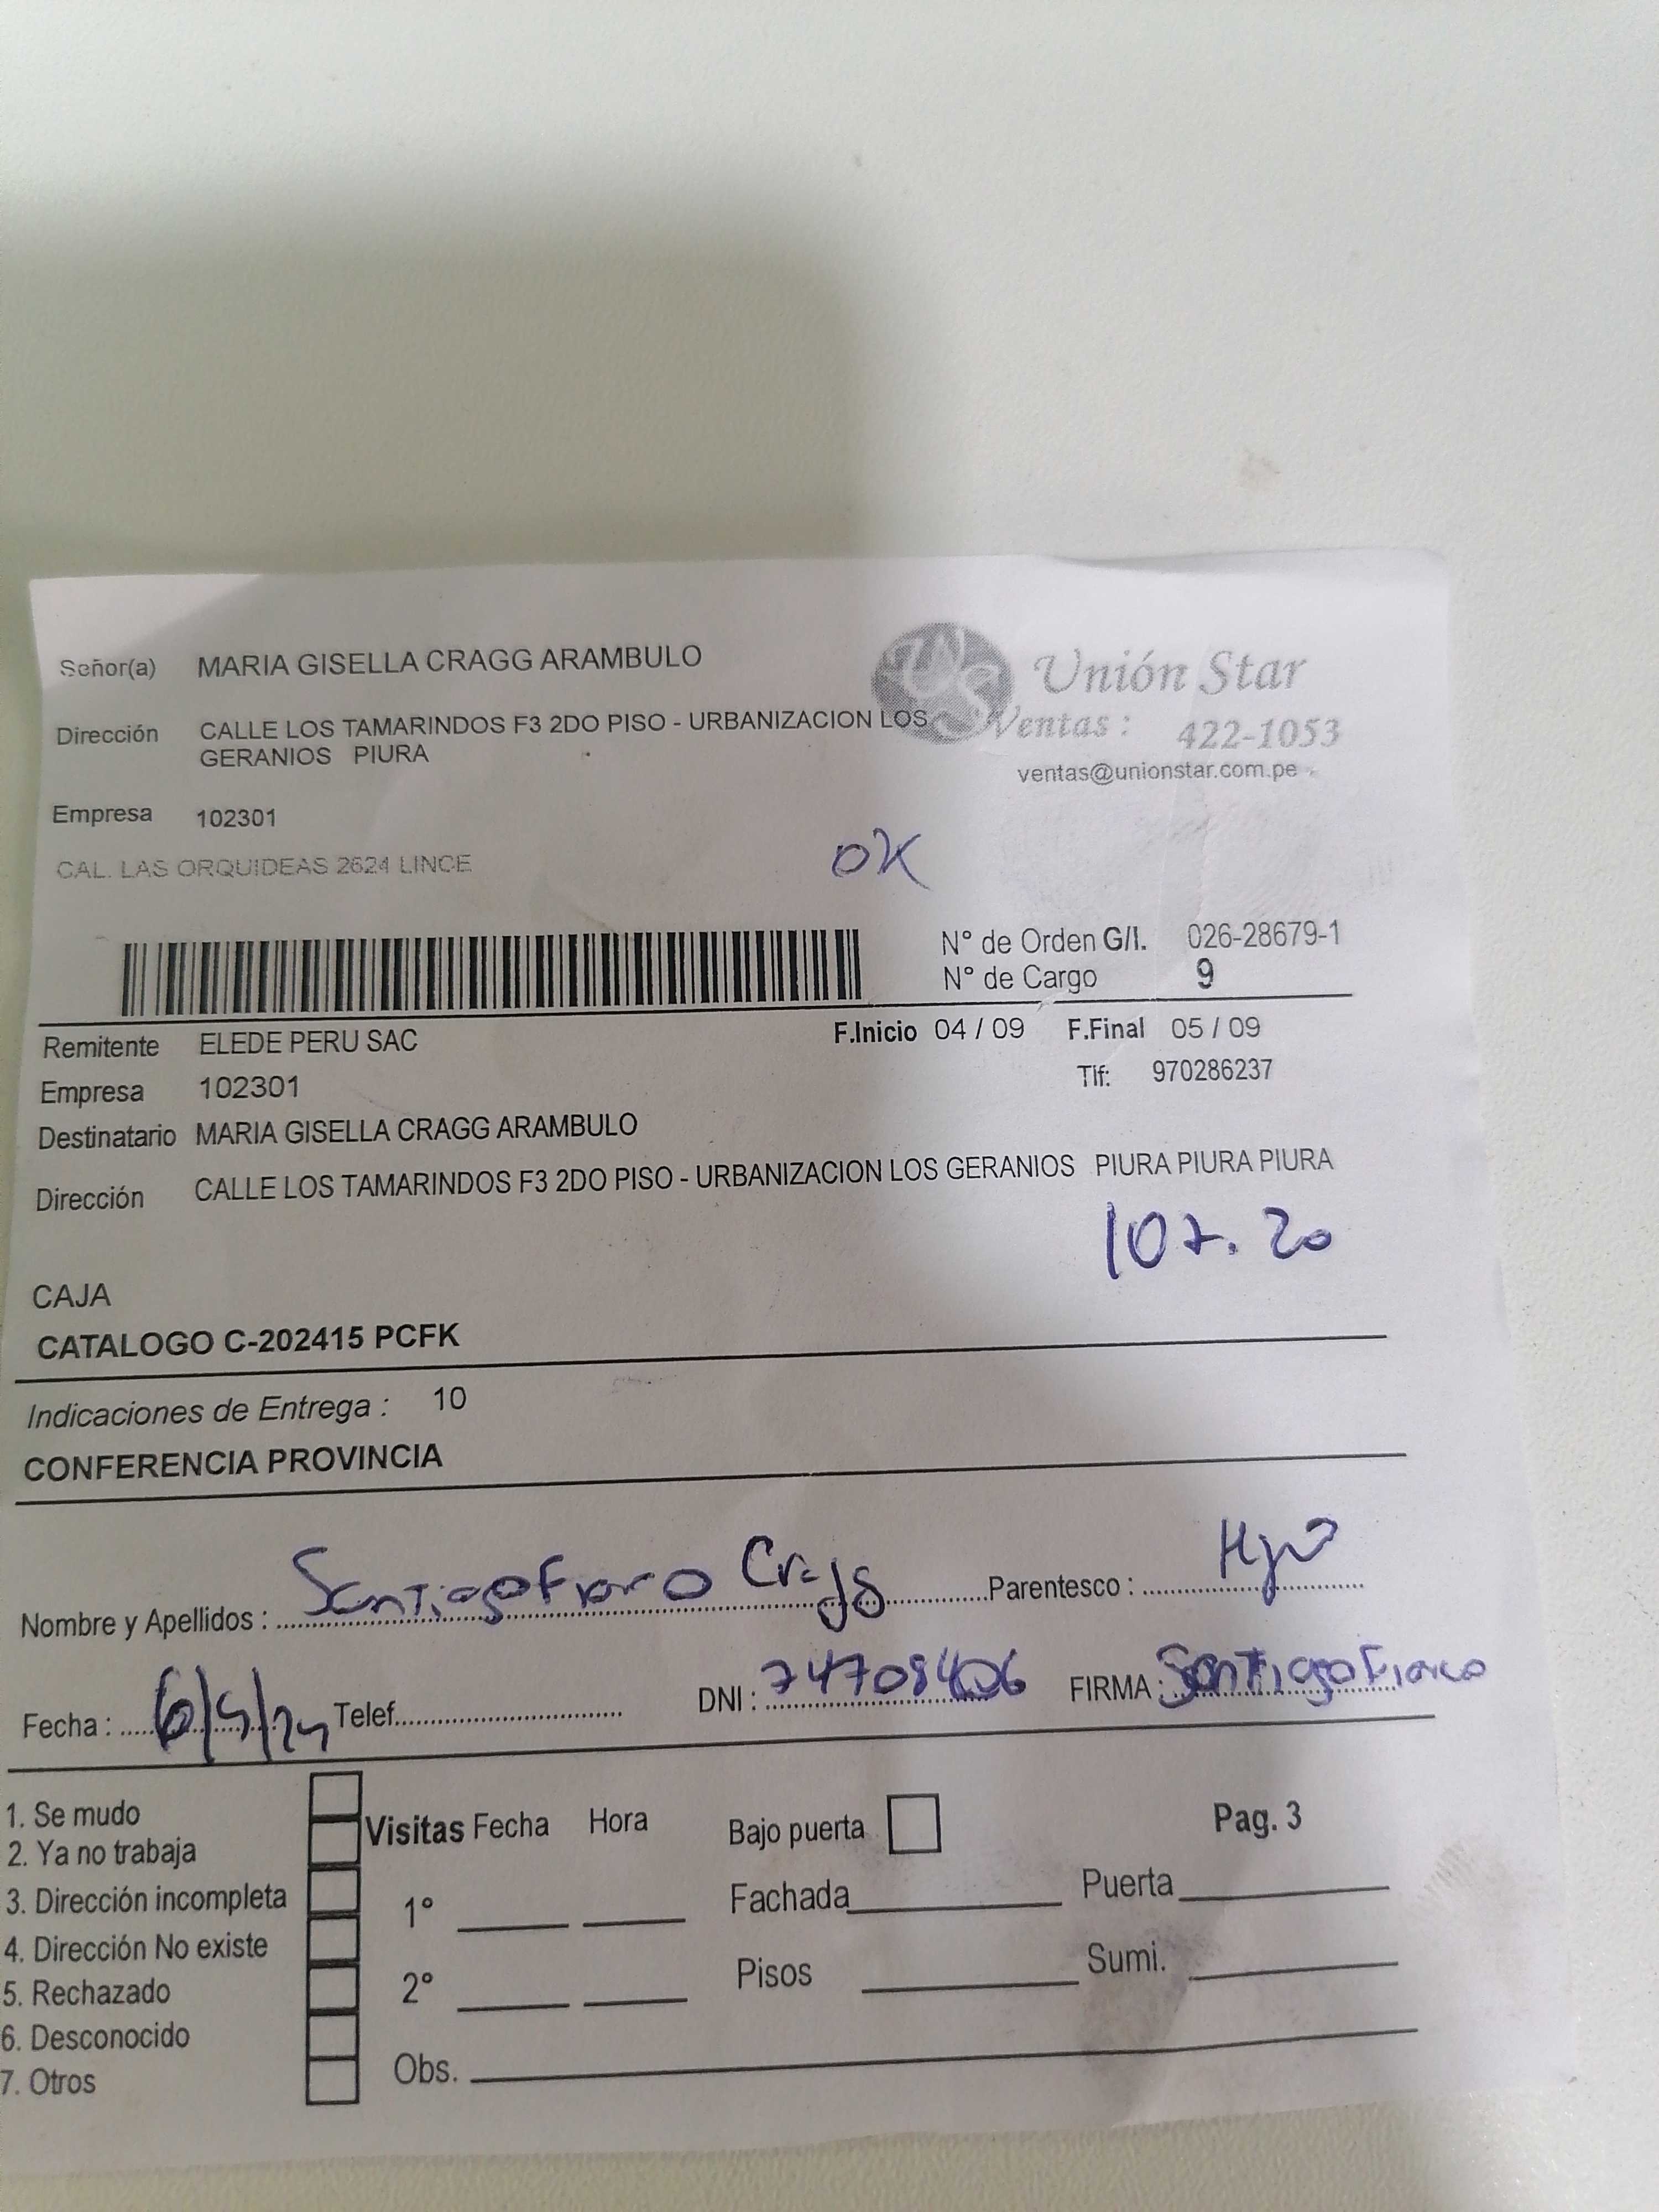 Señor(a) MARIA GISELLA CRAGG ARAMBULO
Unión Star
Dirección CALLE LOS TAMARINDOS F3 2DO PISO - URBANIZACION LOS
GERANIOS PIURA
Ventas : 422-1053
ventas@unionstar.com.pe
Empresa 102301
CAL. LAS ORQUIDEAS 2624 LINCE
OK
N° de Orden G/I. 026-28679-1
N° de Cargo 9
Remitente ELEDE PERU SAC
F.Inicio 04 / 09 F.Final 05 / 09
Empresa 102301
Tlf: 970286237
Destinatario MARIA GISELLA CRAGG ARAMBULO
Dirección CALLE LOS TAMARINDOS F3 2DO PISO - URBANIZACION LOS GERANIOS PIURA PIURA PIURA
107.20
CAJA
CATALOGO C-202415 PCFK
Indicaciones de Entrega : 10
CONFERENCIA PROVINCIA
Nombre y Apellidos : Santiago Cragg Parentesco : Hijo
Fecha : Telef. DNI : 74708406 FIRMA : Santiago
1. Se mudo
2. Ya no trabaja
3. Dirección incompleta
4. Dirección No existe
5. Rechazado
6. Desconocido
7. Otros
Visitas Fecha Hora
1°
2°
Obs.
Bajo puerta
Pag. 3
Fachada Puerta
Pisos Sumi.